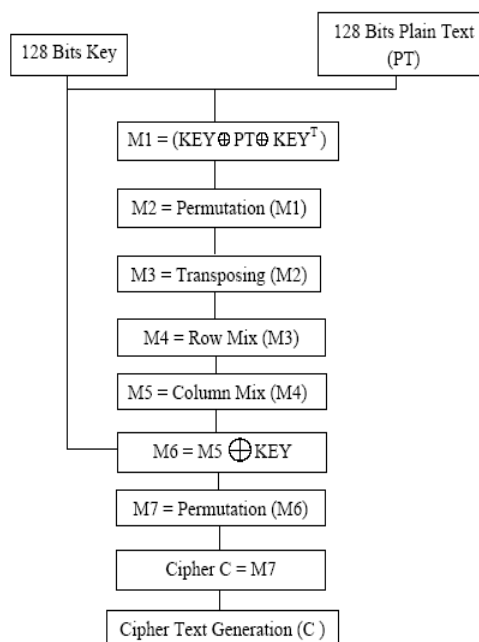 128 Bits Key
128 Bits Plain Text
(PT)
M1 = (KEY⊕PT⊕ KEY^T)
M2 = Permutation (M1)
M3 = Transposing (M2)
M4 = Row Mix (M3)
M5 = Column Mix (M4)
M6 = M5 ⊕ KEY
M7 = Permutation (M6)
Cipher C = M7
Cipher Text Generation (C )